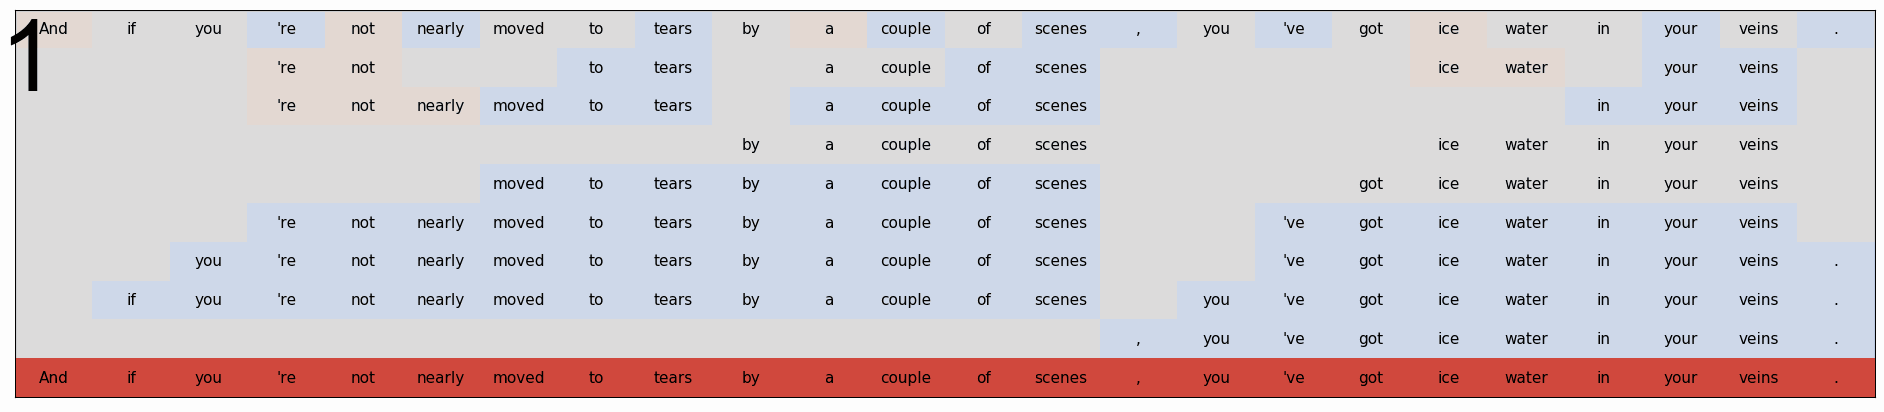 1
And if you 're not nearly moved to tears by a couple of scenes , you 've got ice water in your veins .
're not to tears a couple of scenes ice water your veins
're not nearly moved to tears a couple of scenes in your veins
by a couple of scenes ice water in your veins
moved to tears by a couple of scenes got ice water in your veins
're not nearly moved to tears by a couple of scenes 've got ice water in your veins
you 're not nearly moved to tears by a couple of scenes 've got ice water in your veins .
if you 're not nearly moved to tears by a couple of scenes you 've got ice water in your veins .
, you 've got ice water in your veins .
And if you 're not nearly moved to tears by a couple of scenes , you 've got ice water in your veins .